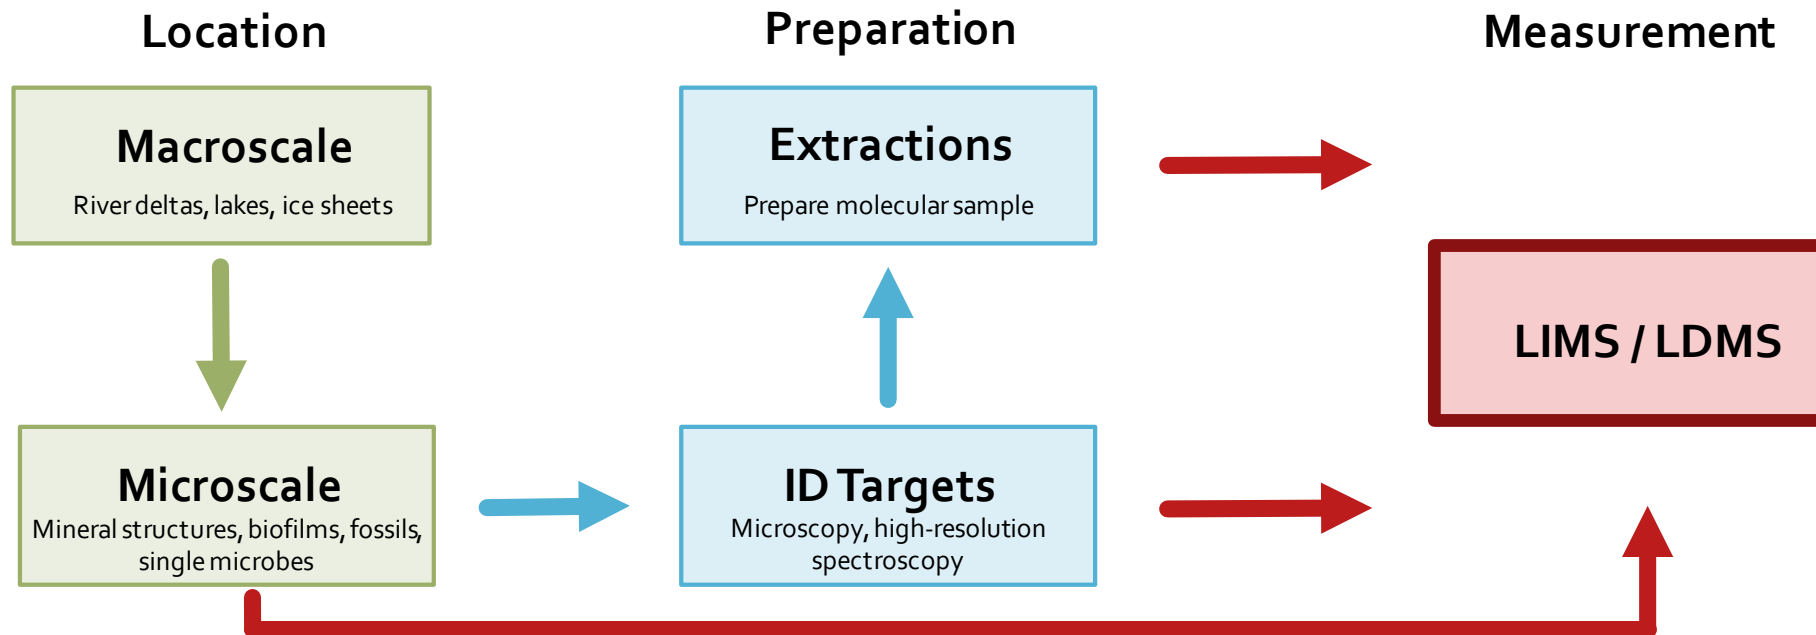 Location
Preparation
Measurement
Macroscale
River deltas, lakes, ice sheets
Extractions
Prepare molecular sample
LIMS / LDMS
Microscale
Mineral structures, biofilms, fossils,
single microbes
ID Targets
Microscopy, high-resolution
spectroscopy